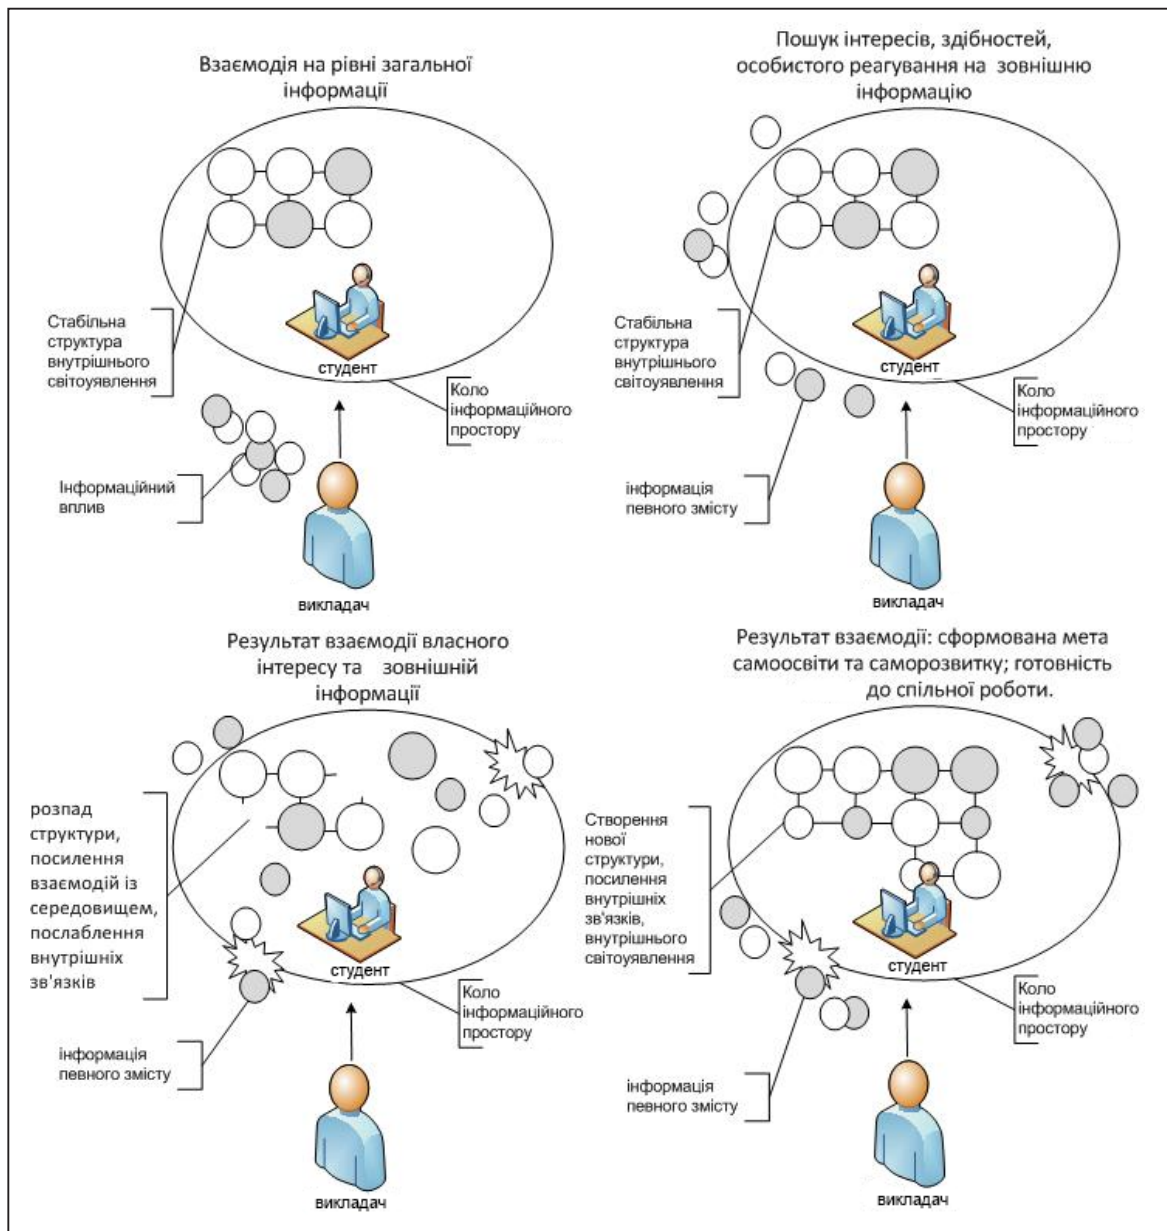 Взаємодія на рівні загальної
інформації
Стабільна
структура
внутрішнього
світоуявлення
студент
Коло
інформаційного
простору
Інформаційний
вплив
викладач
Пошук інтересів, здібностей,
особистого реагування на зовнішню
інформацію
Стабільна
структура
внутрішнього
світоуявлення
студент
Коло
інформаційного
простору
інформація
певного змісту
викладач
Результат взаємодії власного
інтересу та зовнішній
інформації
розпад
структури,
посилення
взаємодій із
середовищем,
послаблення
внутрішніх
зв'язків
студент
Коло
інформаційного
простору
інформація
певного змісту
викладач
Результат взаємодії: сформована мета
самоосвіти та саморозвитку; готовність
до спільної роботи.
Створення
нової
структури,
посилення
внутрішніх
зв'язків,
внутрішнього
світоуявлення
студент
Коло
інформаційного
простору
інформація
певного змісту
викладач